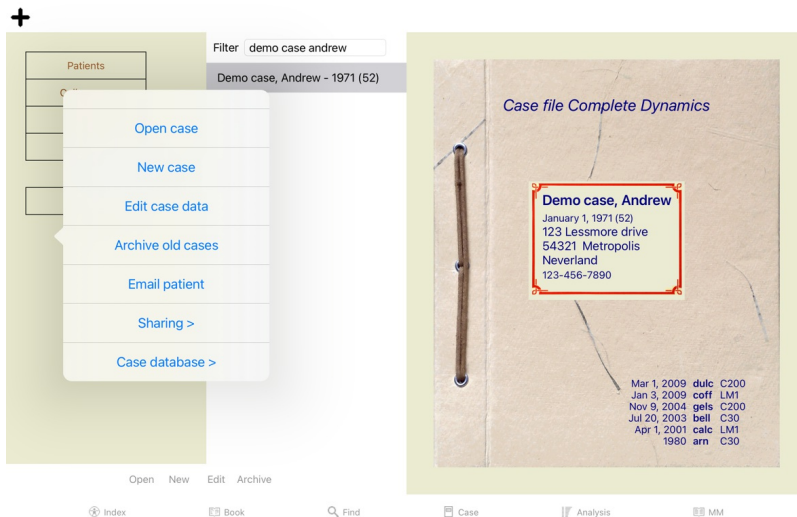 Patients
Filter demo case andrew
Demo case, Andrew - 1971 (52)
Open case
New case
Edit case data
Archive old cases
Email patient
Sharing >
Case database >
Open New Edit Archive
Case file Complete Dynamics
Demo case, Andrew
January 1, 1971 (52)
123 Lessmore drive
54321 Metropolis
Neverland
123-456-7890
Mar 1, 2009 dulc C200
Jan 3, 2009 coff LM1
Nov 9, 2004 gels C200
Jul 20, 2003 bell C30
Apr 1, 2001 calc LM1
1980 arn C30
Index Book Find Case Analysis MM